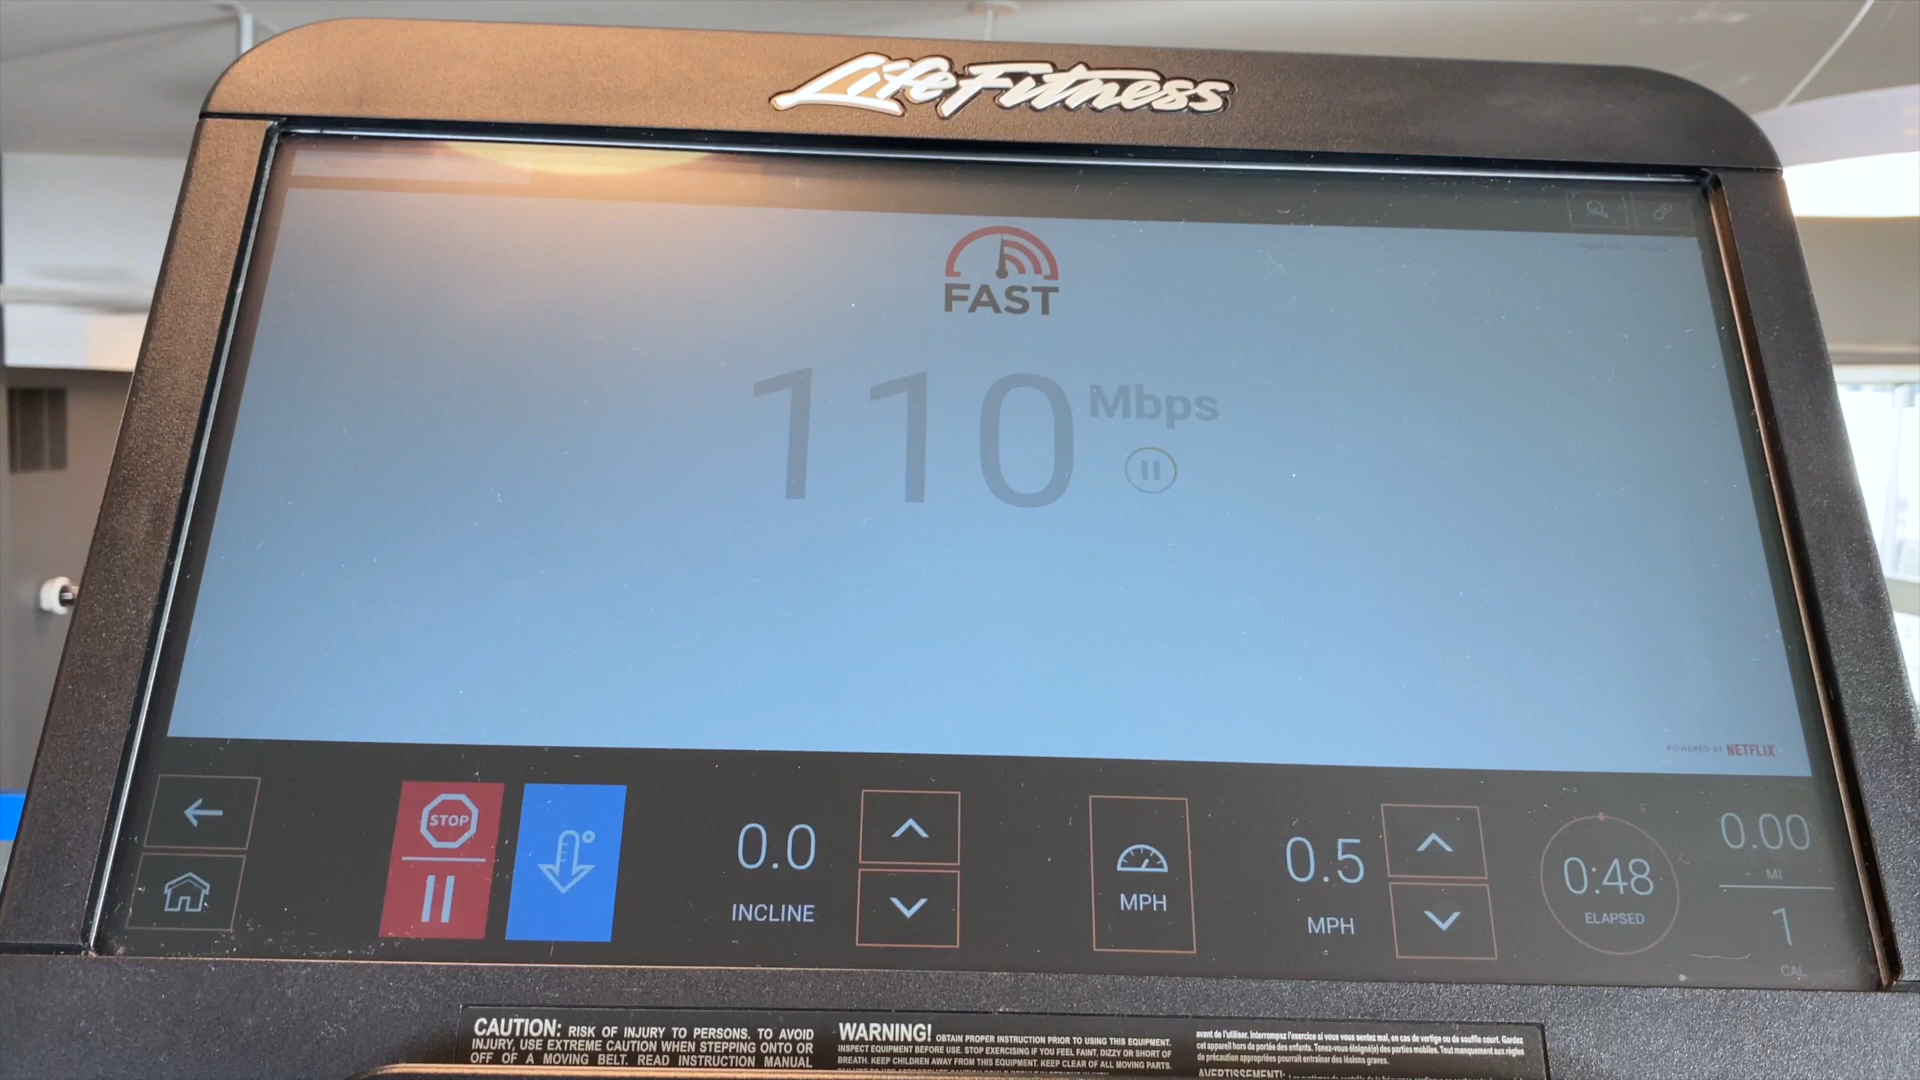 Life Fitness
FAST
110 Mbps
POWERED BY NETFLIX
STOP
0.0
INCLINE
MPH
0.5
MPH
0:48
ELAPSED
0.00
MI
1
CAL
CAUTION: RISK OF INJURY TO PERSONS. TO AVOID
INJURY, USE EXTREME CAUTION WHEN STEPPING ONTO OR
OFF OF A MOVING BELT. READ INSTRUCTION MANUAL
WARNING! OBTAIN PROPER INSTRUCTION PRIOR TO USING THIS EQUIPMENT.
INSPECT EQUIPMENT BEFORE USE. STOP EXERCISING IF YOU FEEL FAINT, DIZZY OR SHORT OF
BREATH. KEEP CHILDREN AWAY FROM THIS EQUIPMENT. KEEP CLEAR OF ALL MOVING PARTS.
avant de l'utiliser. Interrompez l'exercice si vous vous sentez mal, en cas de vertige ou de souffle court. Gardez
cet appareil hors de portée des enfants. Tenez-vous éloigné(e) des parties mobiles. Tout manquement aux règles
de précaution appropriées pourrait entraîner des lésions graves.
AVERTISSEMENT: